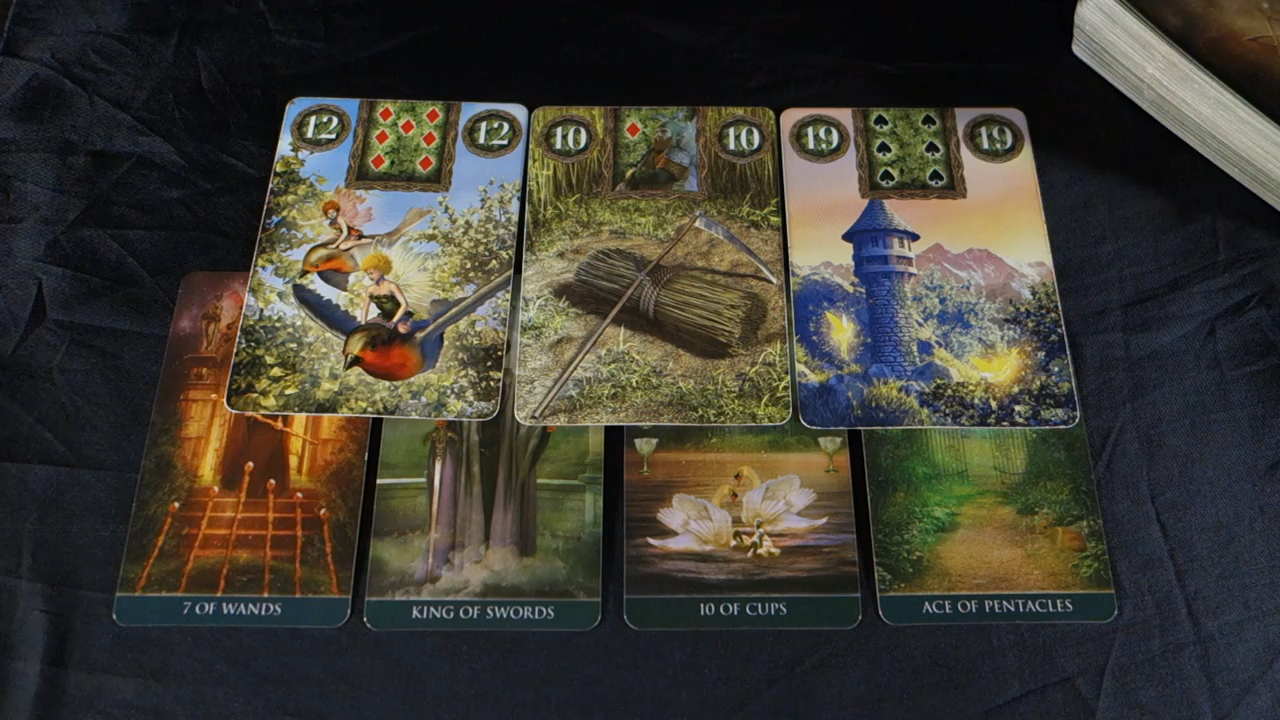 12 12
10 10
19 19
7 OF WANDS
KING OF SWORDS
10 OF CUPS
ACE OF PENTACLES